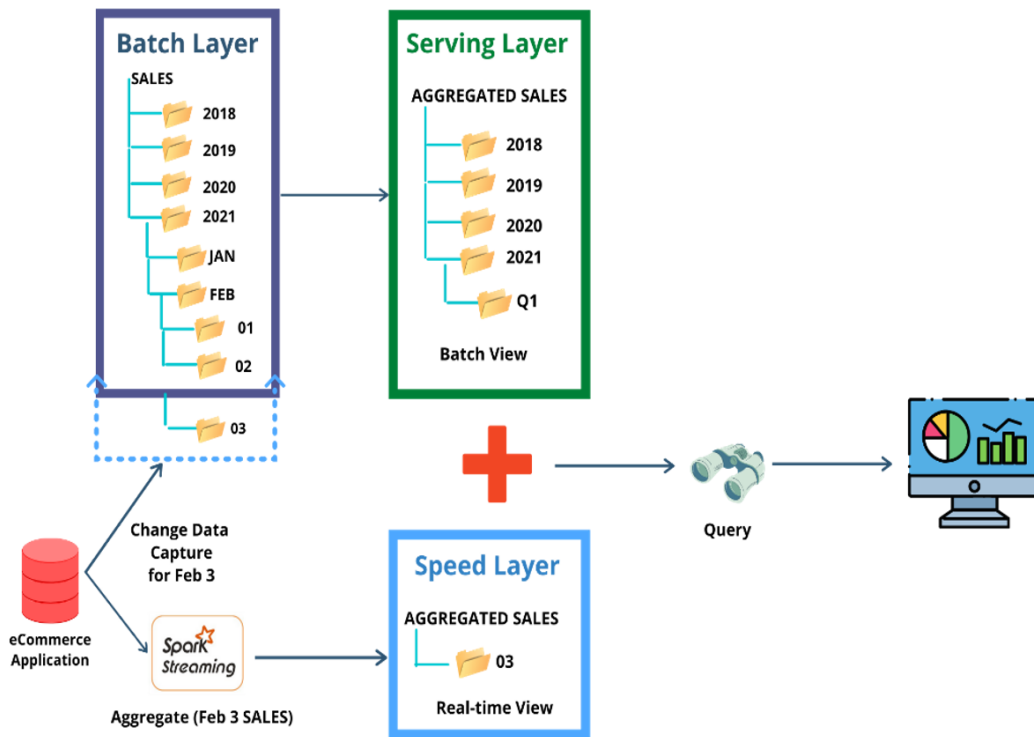 Batch Layer
SALES
2018
2019
2020
2021
JAN
FEB
01
02
03
Serving Layer
AGGREGATED SALES
2018
2019
2020
2021
Q1
Batch View
Change Data
Capture
for Feb 3
eCommerce
Application
Spark
Streaming
Aggregate (Feb 3 SALES)
Speed Layer
AGGREGATED SALES
03
Real-time View
Query